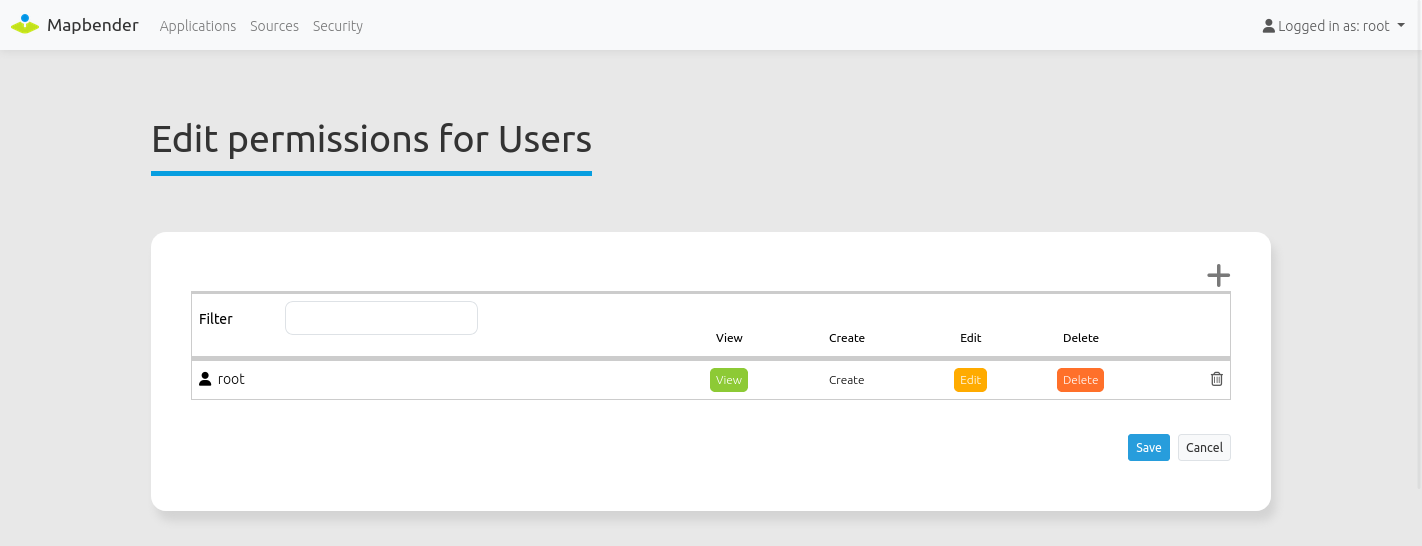 Mapbender Applications Sources Security Logged in as: root
Edit permissions for Users
Filter
View Create Edit Delete
root View Create Edit Delete
Save Cancel